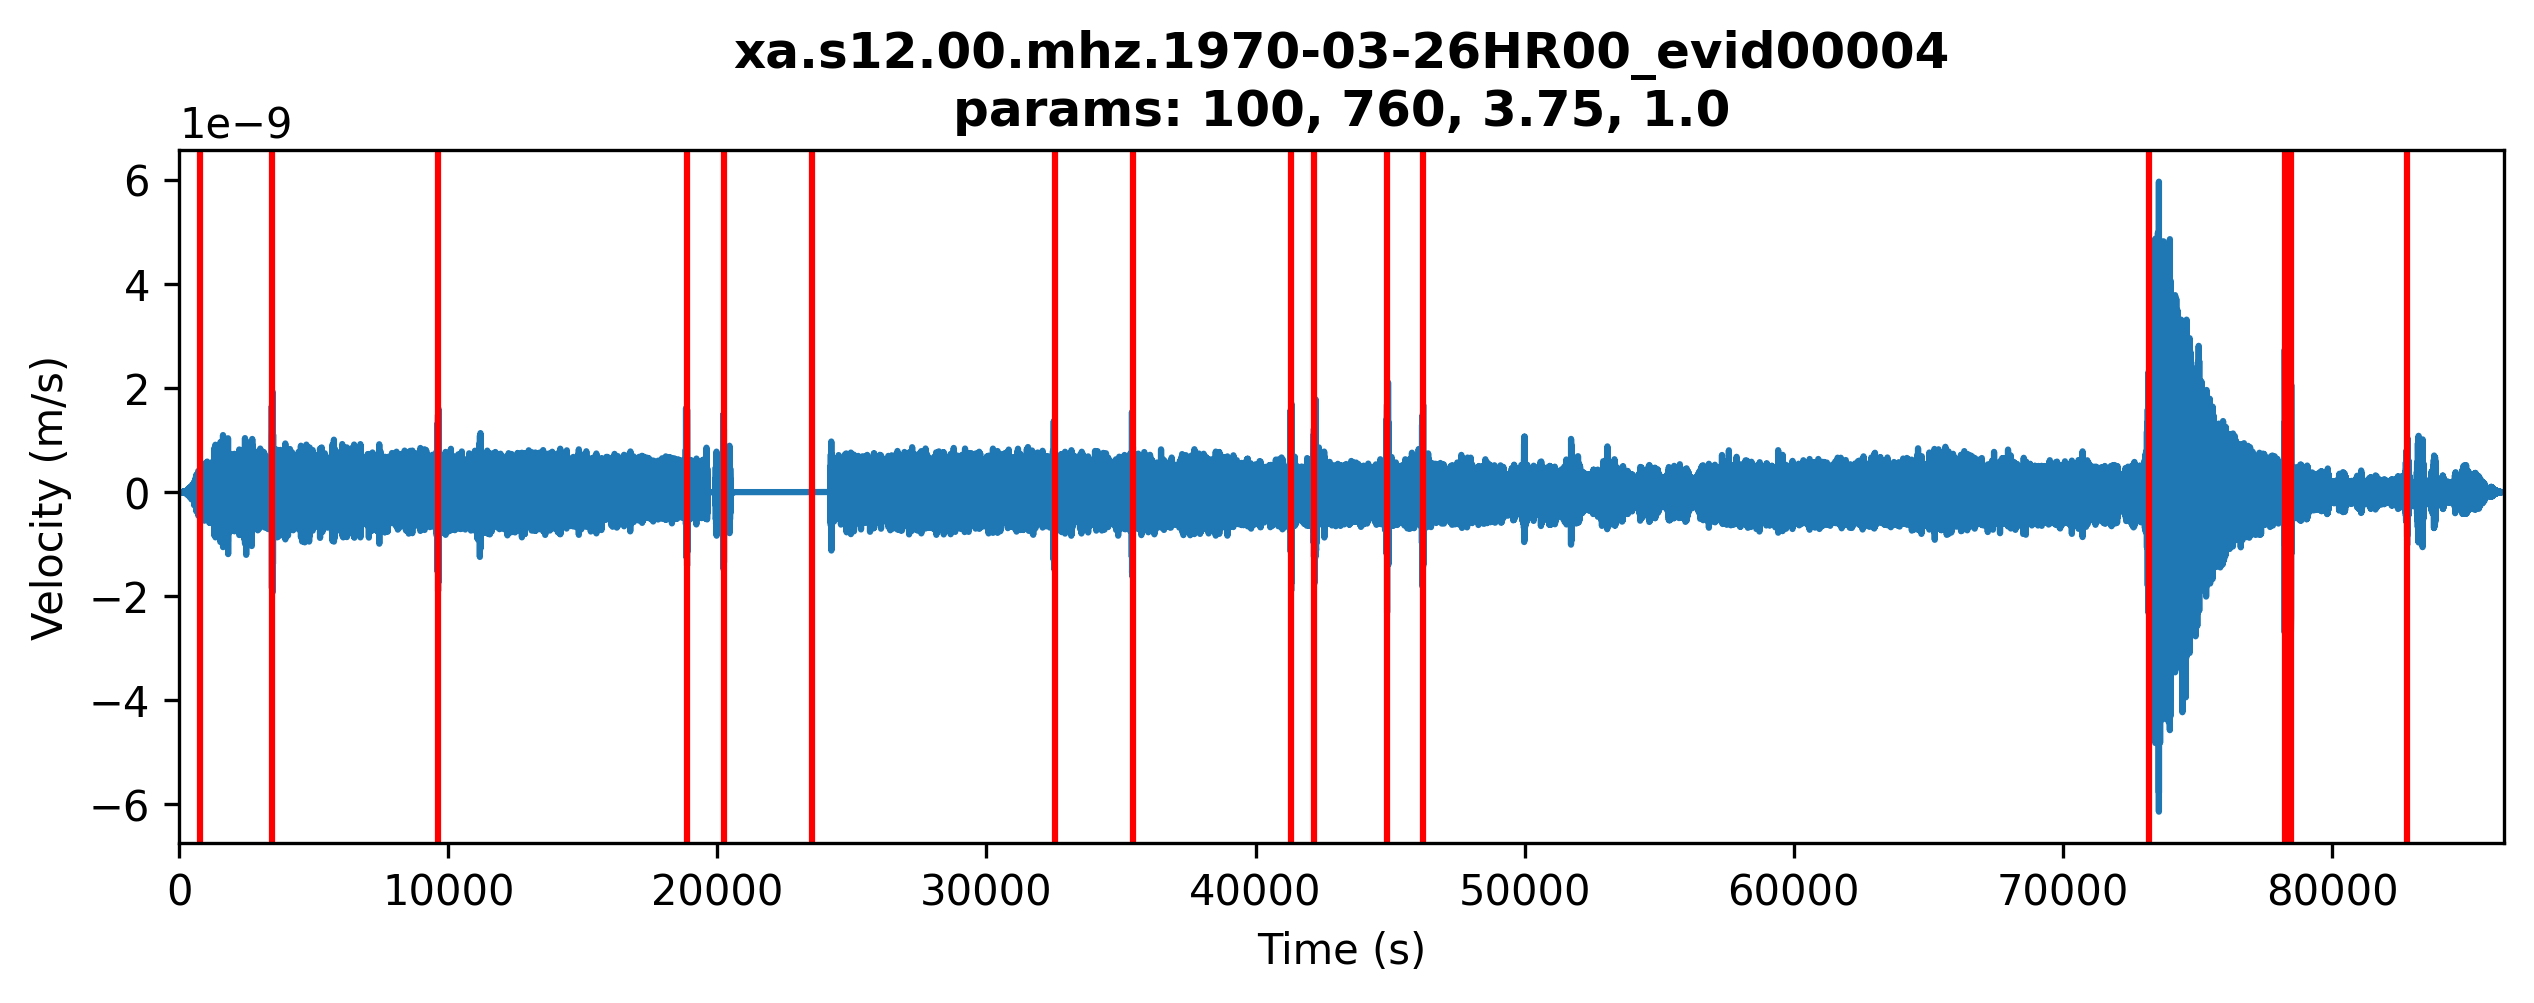 xa.s12.00.mhz.1970-03-26HR00_evid00004
params: 100, 760, 3.75, 1.0
1e−9
6
4
2
0
−2
−4
−6
Velocity (m/s)
0 10000 20000 30000 40000 50000 60000 70000 80000
Time (s)